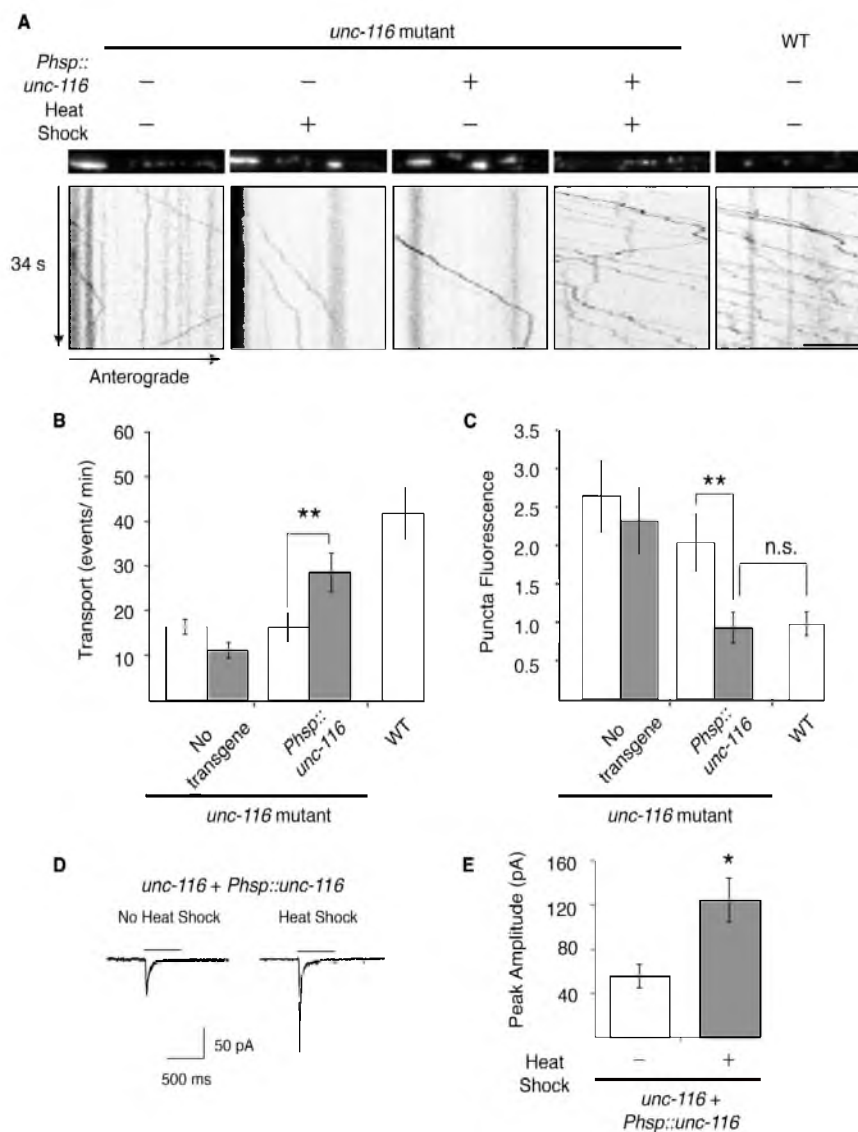 A
unc-116 mutant
WT
Phsp::
unc-116
− − + + −
Heat
Shock
− + − + −
34 s
Anterograde
B
Transport (events/ min)
60
50
40
30
20
10
**
No
transgene
Phsp::
unc-116
WT
unc-116 mutant
C
Puncta Fluorescence
3.5
3.0
2.5
2.0
1.5
1.0
0.5
**
n.s.
No
transgene
Phsp::
unc-116
WT
unc-116 mutant
D
unc-116 + Phsp::unc-116
No Heat Shock
Heat Shock
50 pA
500 ms
E
Peak Amplitude (pA)
160
120
80
40
*
Heat
Shock
− +
unc-116 +
Phsp::unc-116